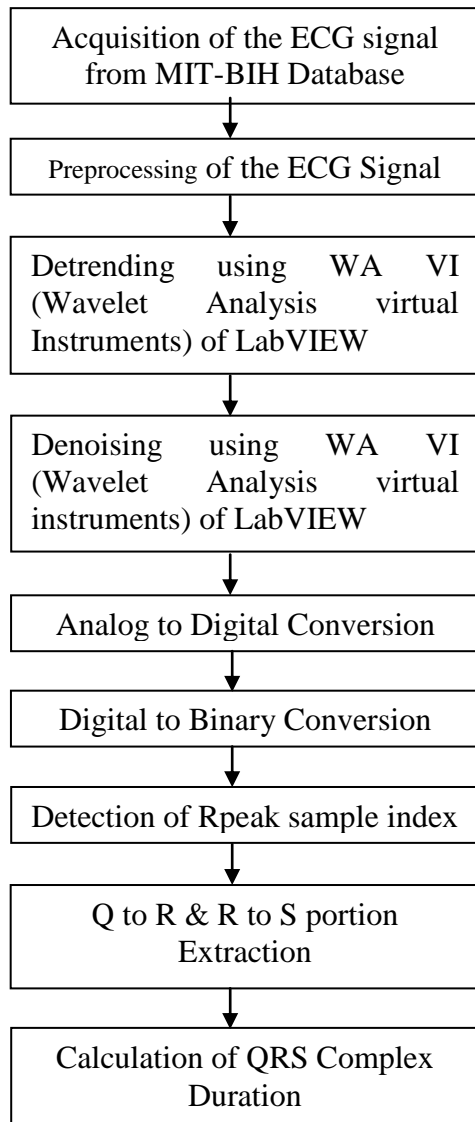 Acquisition of the ECG signal
from MIT-BIH Database
Preprocessing of the ECG Signal
Detrending using WA VI
(Wavelet Analysis virtual
Instruments) of LabVIEW
Denoising using WA VI
(Wavelet Analysis virtual
instruments) of LabVIEW
Analog to Digital Conversion
Digital to Binary Conversion
Detection of Rpeak sample index
Q to R & R to S portion
Extraction
Calculation of QRS Complex
Duration